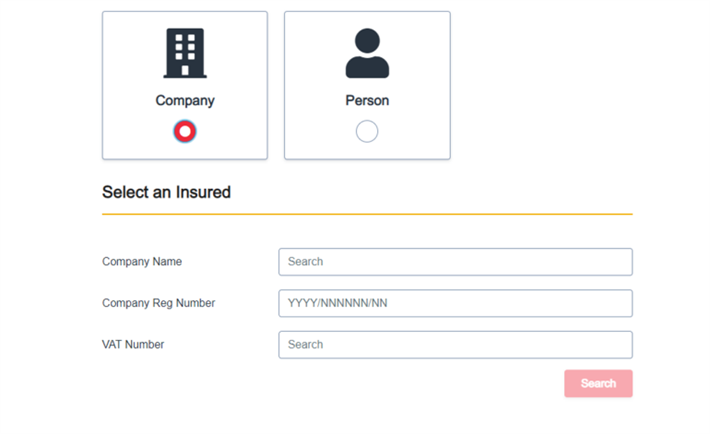 Company Person
Select an Insured
Company Name Search
Company Reg Number YYYY/NNNNNN/NN
VAT Number Search
Search